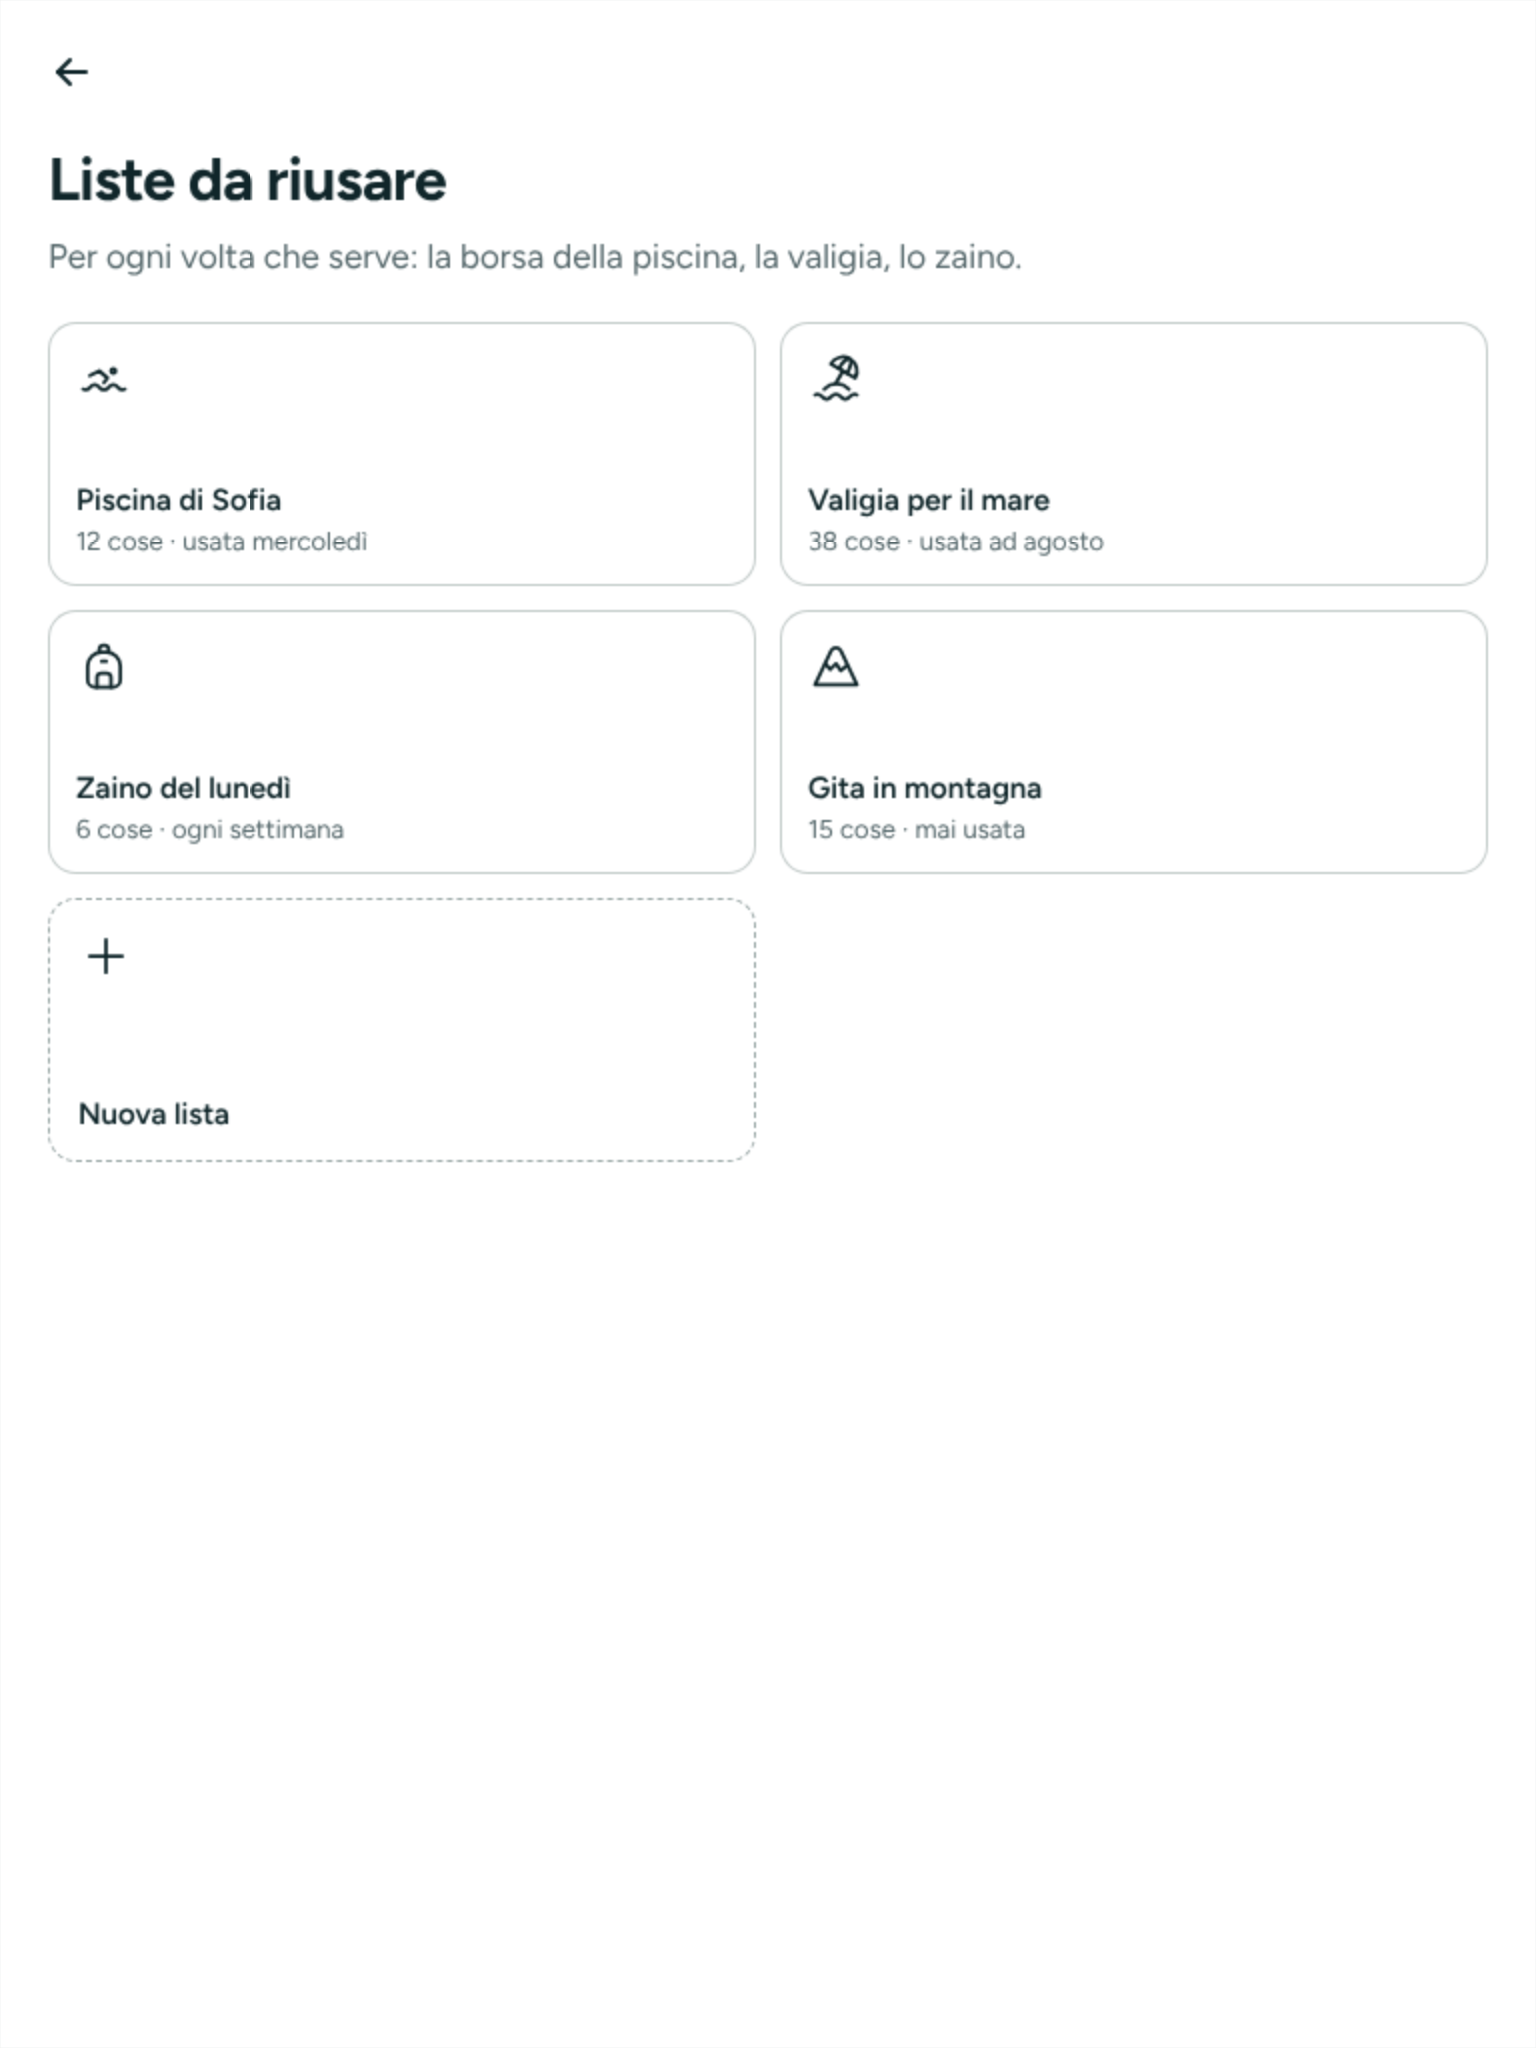 Liste da riusare
Per ogni volta che serve: la borsa della piscina, la valigia, lo zaino.
Piscina di Sofia
12 cose · usata mercoledì
Valigia per il mare
38 cose · usata ad agosto
Zaino del lunedì
6 cose · ogni settimana
Gita in montagna
15 cose · mai usata
Nuova lista